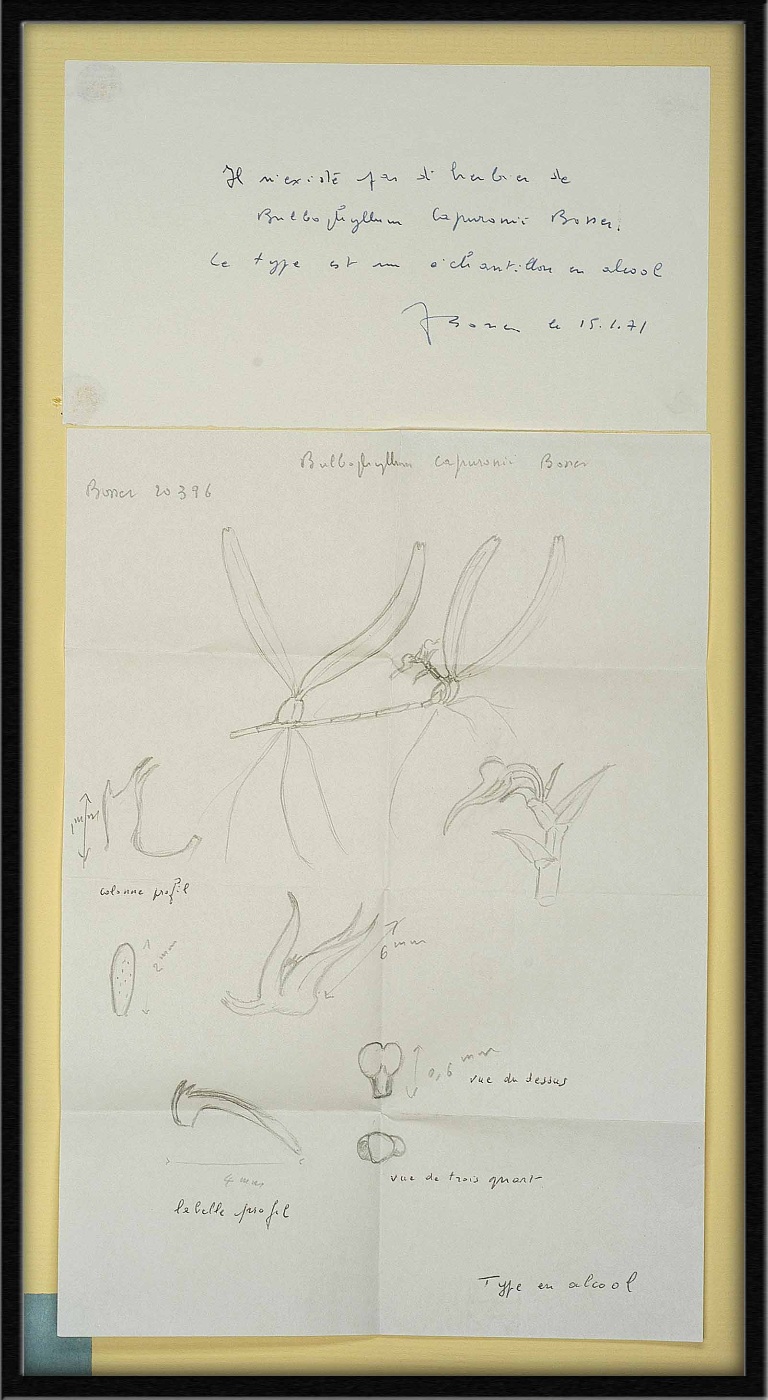 Il n'existe pas d'herbier de
Bulbophyllum Capuronii Bosser.
Le type est un échantillon en alcool
JBosser le 15.1.71
Bulbophyllum capuronii Bosser
Bosser 20396
1 mm
colonne profil
2 mm
6 mm
0,6 mm
vue du dessus
4 mm
vue de trois quart
labelle profil
Type en alcool